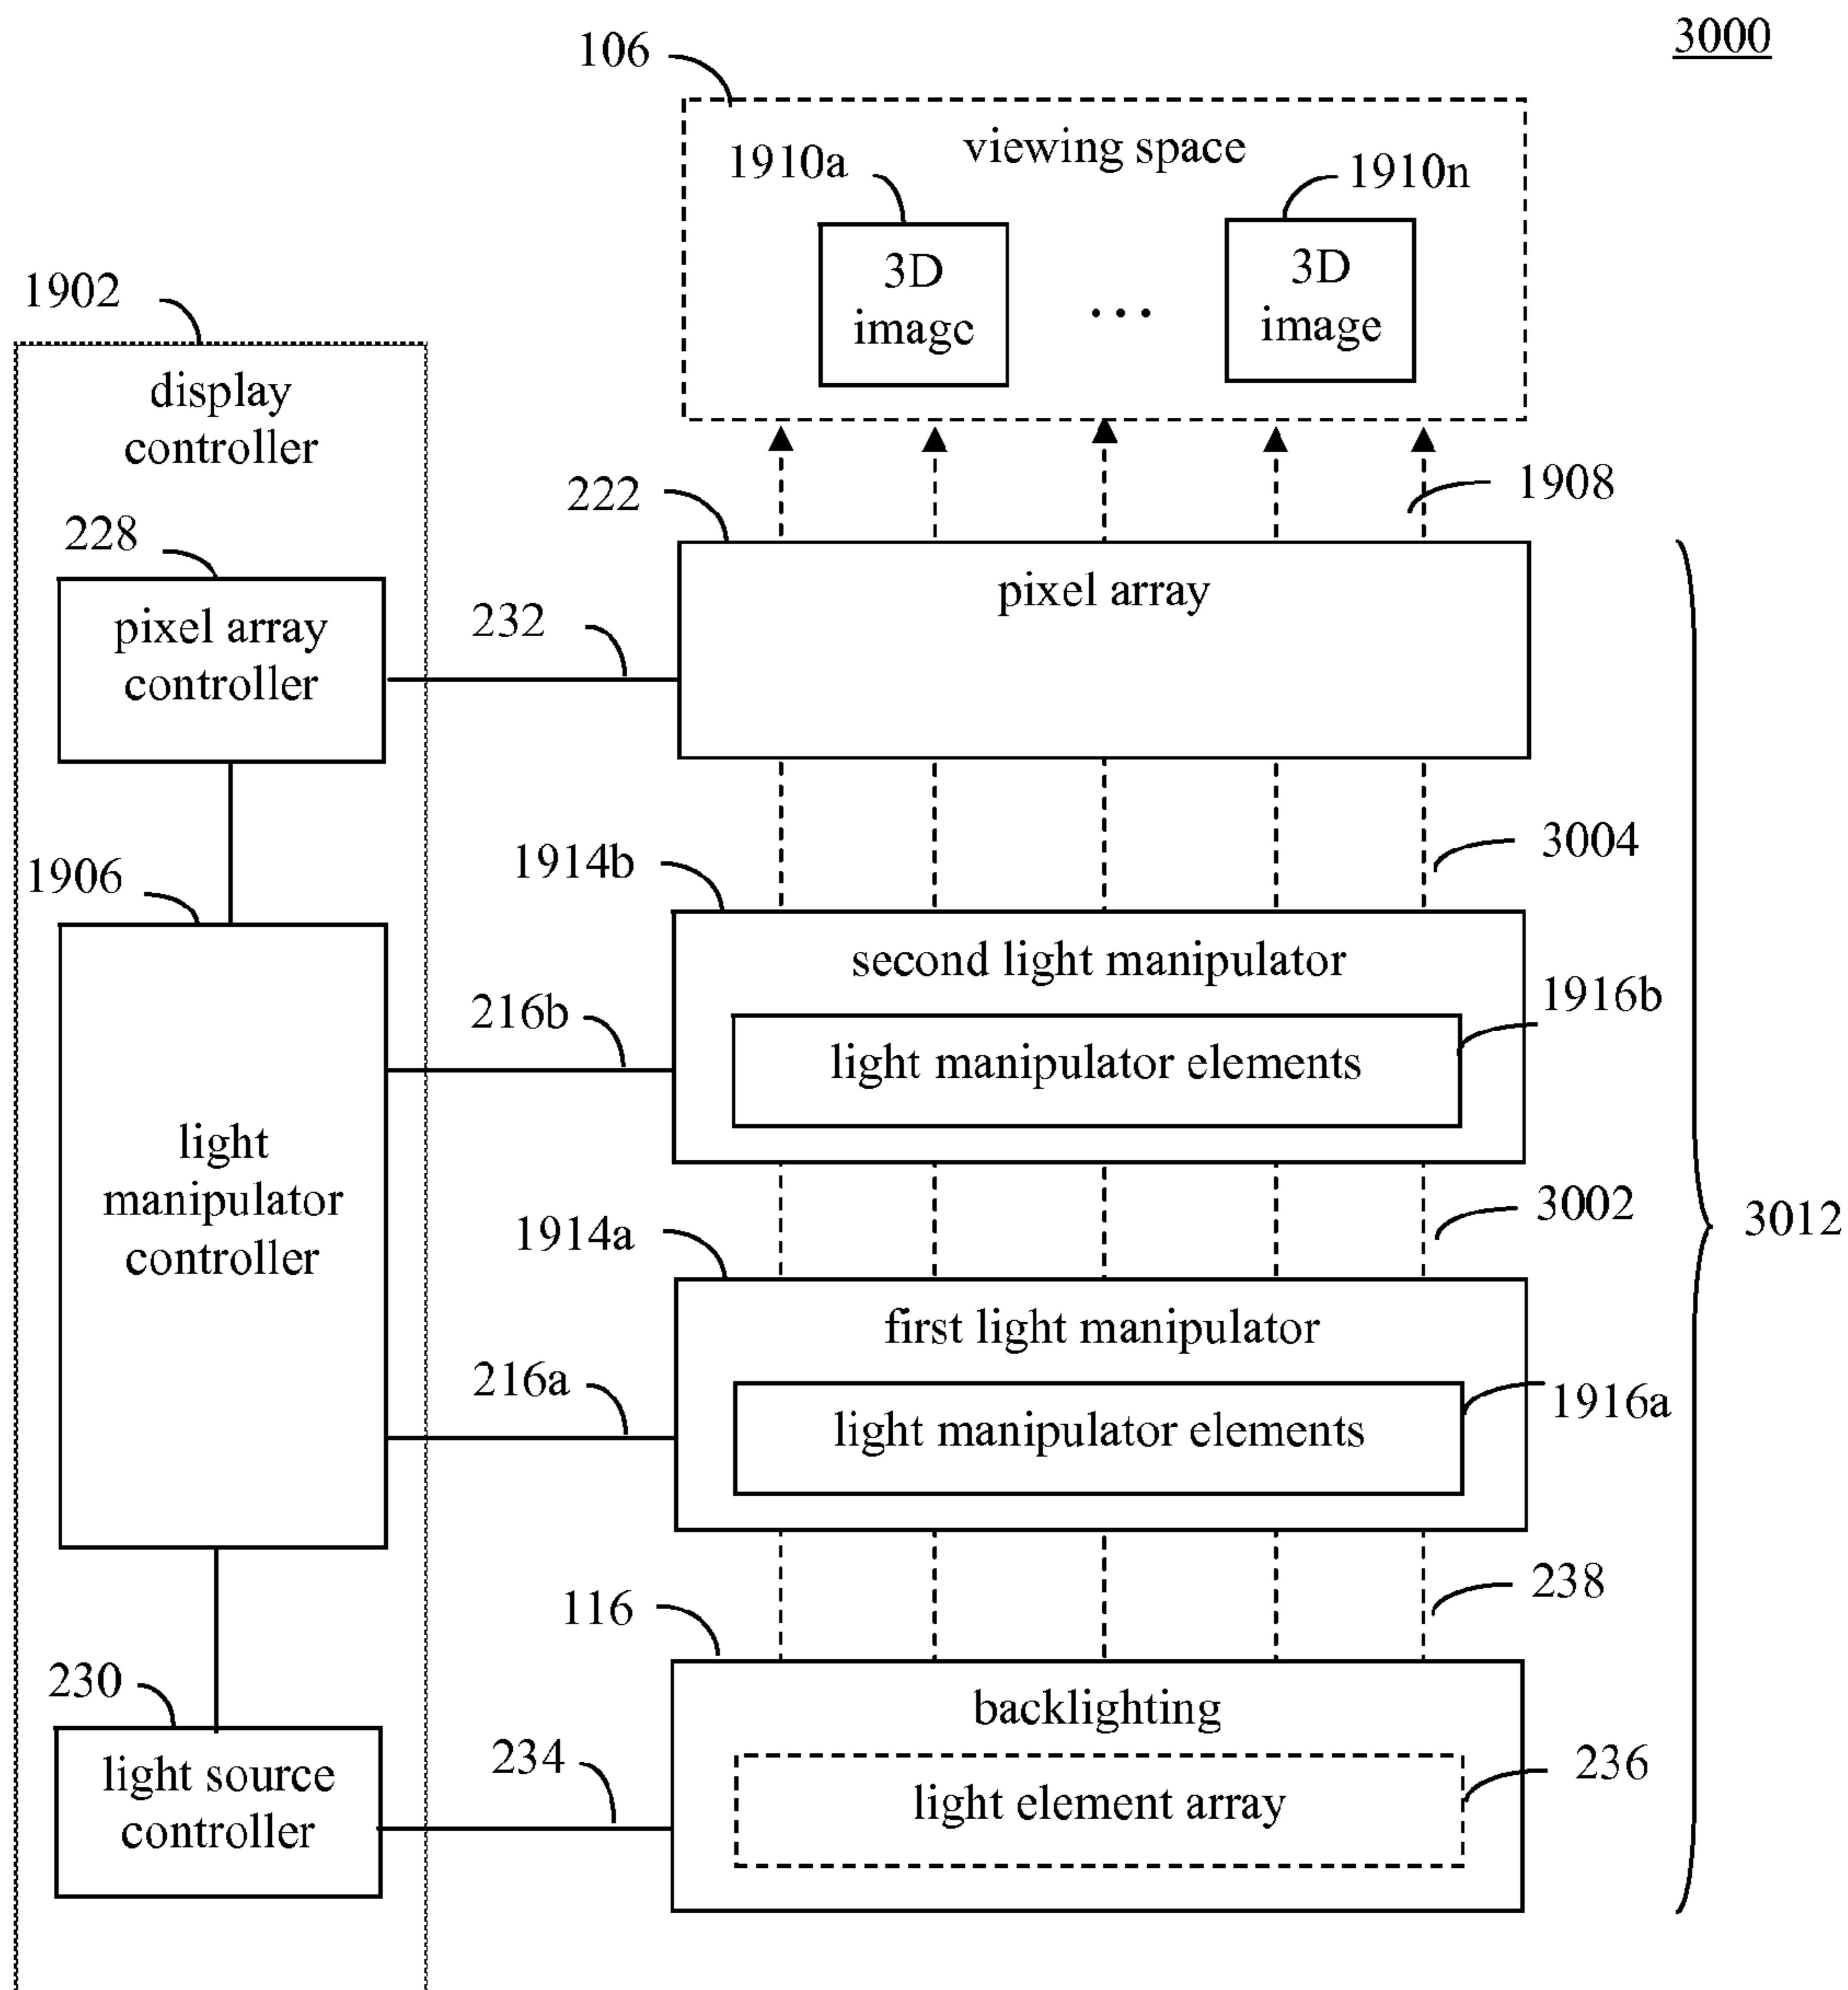 3000
106
viewing space
1910a
1910n
3D
imagc
...
3D
image
1902
display
controller
222
1908
228
pixel array
controller
232
pixel array
3004
1914b
1906
second light manipulator
1916b
216b
light manipulator elements
light
manipulator
controller
3002
3012
1914a
first light manipulator
216a
1916a
light manipulator elements
238
116
230
backlighting
234
236
light source
controller
light element array